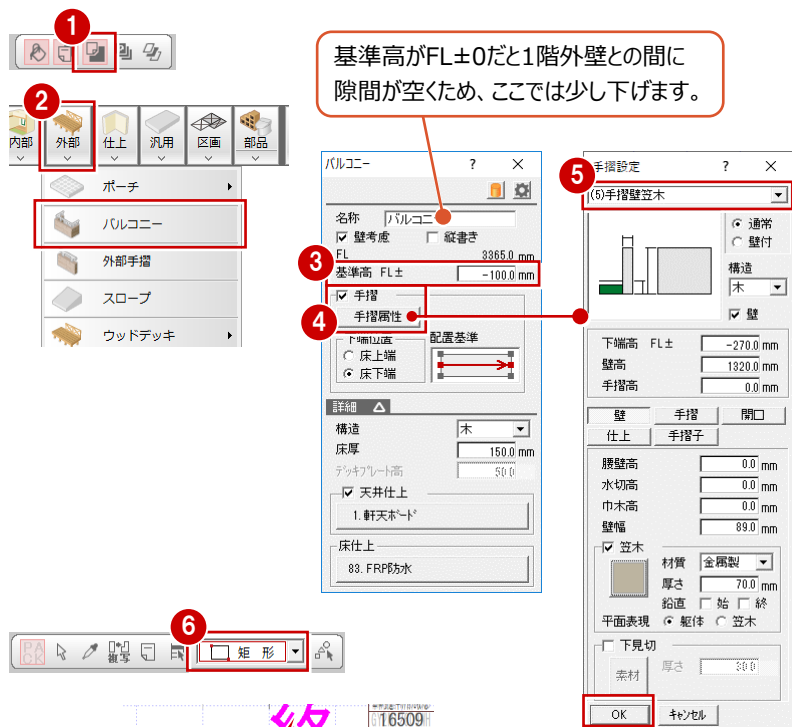 1
基準高がFL±0だと1階外壁との間に
隙間が空くため、ここでは少し下げます。
2
内部 外部 仕上 汎用 区画 部品
ポーチ
バルコニー
外部手摺
スロープ
ウッドデッキ
バルコニー ? ×
名称 バルコニー
壁考慮 縦書き
FL 3365.0 mm
3
基準高 FL± -100.0 mm
手摺
4
手摺属性
下端位置 配置基準
床上端
床下端
詳細
構造 木
床厚 150.0 mm
デッキプレート高 50.0
天井仕上
1.軒天ボード
床仕上
83.FRP防水
手摺設定 ? ×
5
(5)手摺壁笠木
通常
壁付
構造
木
壁
下端高 FL± -270.0 mm
壁高 1320.0 mm
手摺高 0.0 mm
壁 手摺 開口
仕上 手摺子
腰壁高 0.0 mm
水切高 0.0 mm
巾木高 0.0 mm
壁幅 89.0 mm
笠木
材質 金属製
厚さ 70.0 mm
鉛直 始 終
平面表現 躯体 笠木
下見切
素材 厚さ 30.0
OK キャンセル
6
PACK 複写 矩形
16509